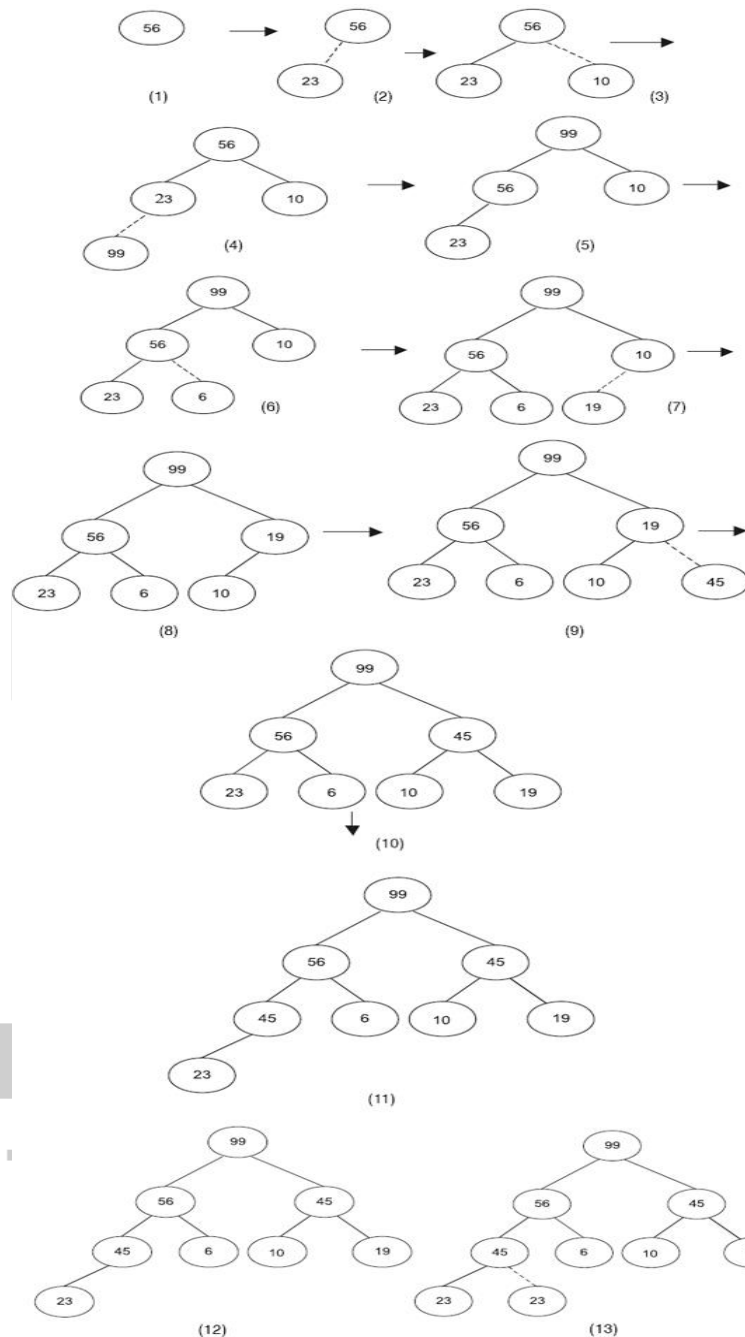 56 56 56
23 23 10
(1) (2) (3)
56 99
23 10 56 10
99 (4) 23 (5)
99 99
56 10 56 10
23 6 (6) 23 6 19 (7)
99 99
56 19 56 19
23 6 10 23 6 10 45
(8) (9)
99
56 45
23 6 10 19
(10)
99
56 45
45 6 10 19
23
(11)
99 99
56 45 56 45
45 6 10 19 45 6 10
23 23 23
(12) (13)